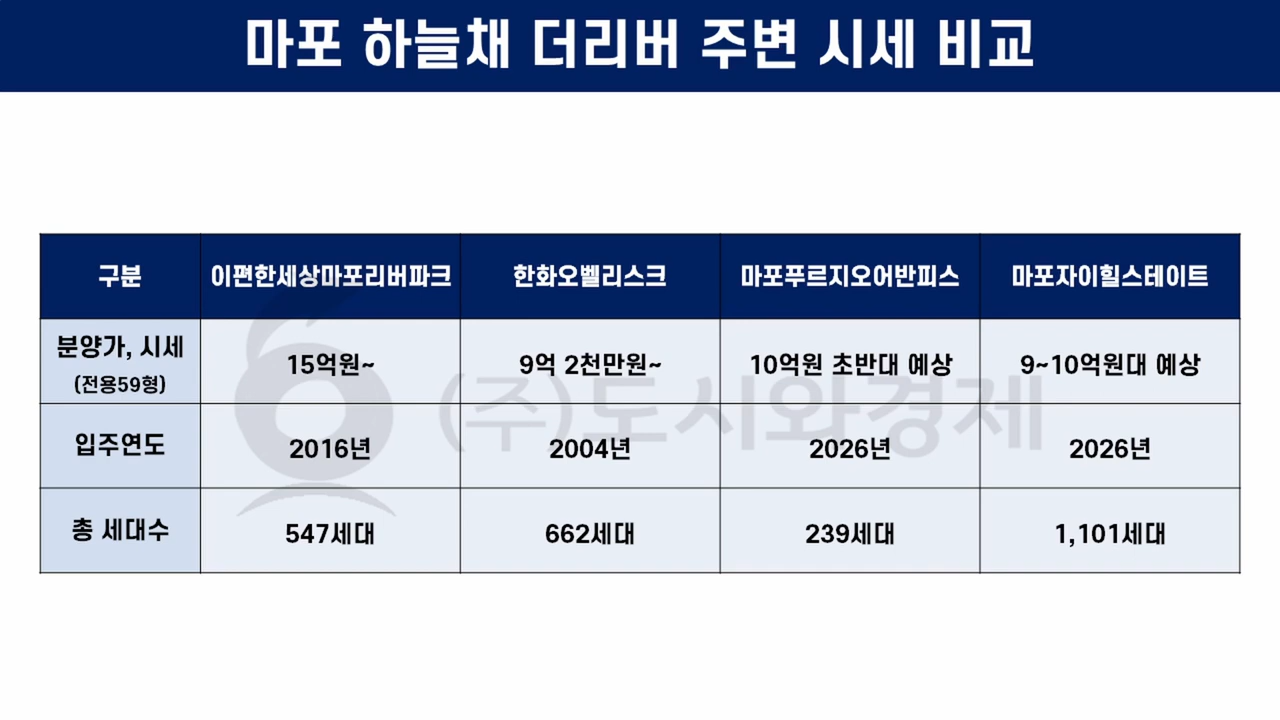 마포 하늘채 더리버 주변 시세 비교
구분 이편한세상마포리버파크 한화오벨리스크 마포푸르지오어반피스 마포자이힐스테이트
분양가, 시세
(전용59형) 15억원~ 9억 2천만원~ 10억원 초반대 예상 9~10억원대 예상
입주연도 2016년 2004년 2026년 2026년
총 세대수 547세대 662세대 239세대 1,101세대
(주)도시와경제